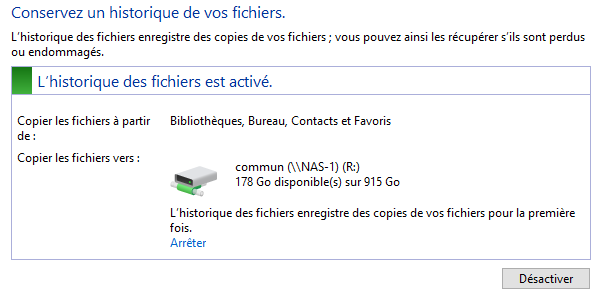 Conservez un historique de vos fichiers.
L'historique des fichiers enregistre des copies de vos fichiers ; vous pouvez ainsi les récupérer s'ils sont perdus
ou endommagés.
L'historique des fichiers est activé.
Copier les fichiers à partir
de :
Bibliothèques, Bureau, Contacts et Favoris
Copier les fichiers vers :
commun (\\NAS-1) (R:)
178 Go disponible(s) sur 915 Go
L'historique des fichiers enregistre des copies de vos fichiers pour la première
fois.
Arrêter
Désactiver